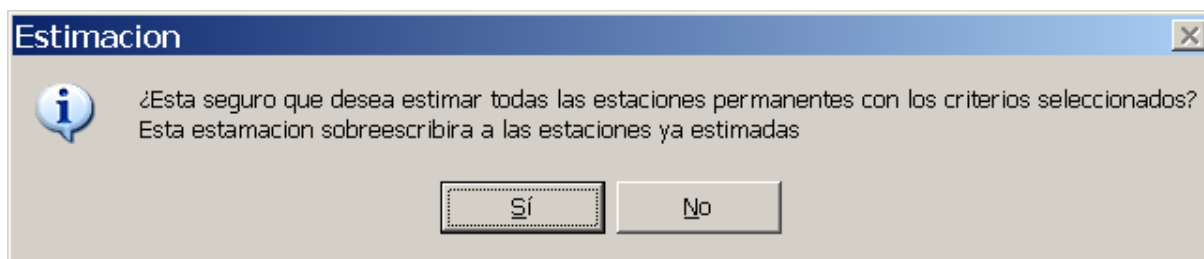 Estimacion
¿Esta seguro que desea estimar todas las estaciones permanentes con los criterios seleccionados?
Esta estamacion sobreescribira a las estaciones ya estimadas
Sí No